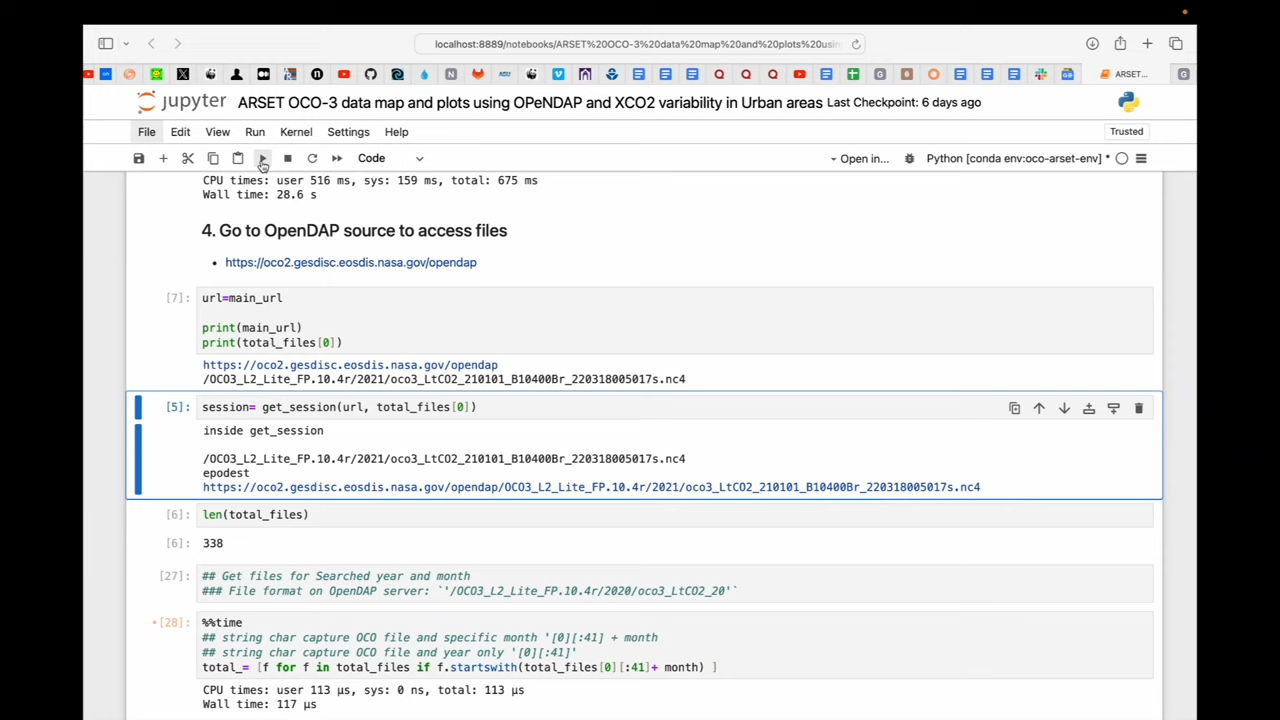 localhost:8889/notebooks/ARSET%20OCO-3%20data%20map%20and%20plots%20usin
ARSET...
jupyter ARSET OCO-3 data map and plots using OPeNDAP and XCO2 variability in Urban areas Last Checkpoint: 6 days ago
File Edit View Run Kernel Settings Help Trusted
Code Open in... Python [conda env:oco-arset-env] *
CPU times: user 516 ms, sys: 159 ms, total: 675 ms
Wall time: 28.6 s
4. Go to OpenDAP source to access files
• https://oco2.gesdisc.eosdis.nasa.gov/opendap
[7]: url=main_url
print(main_url)
print(total_files[0])
https://oco2.gesdisc.eosdis.nasa.gov/opendap
/OCO3_L2_Lite_FP.10.4r/2021/oco3_LtCO2_210101_B10400Br_220318005017s.nc4
[5]: session= get_session(url, total_files[0])
inside get_session
/OCO3_L2_Lite_FP.10.4r/2021/oco3_LtCO2_210101_B10400Br_220318005017s.nc4
epodest
https://oco2.gesdisc.eosdis.nasa.gov/opendap/OCO3_L2_Lite_FP.10.4r/2021/oco3_LtCO2_210101_B10400Br_220318005017s.nc4
[6]: len(total_files)
[6]: 338
[27]: ## Get files for Searched year and month
### File format on OpenDAP server: `'/OCO3_L2_Lite_FP.10.4r/2020/oco3_LtCO2_20'`
[28]: %%time
## string char capture OCO file and specific month '[0][:41] + month
## string char capture OCO file and year only '[0][:41]'
total_= [f for f in total_files if f.startswith(total_files[0][:41]+ month) ]
CPU times: user 113 µs, sys: 0 ns, total: 113 µs
Wall time: 117 µs